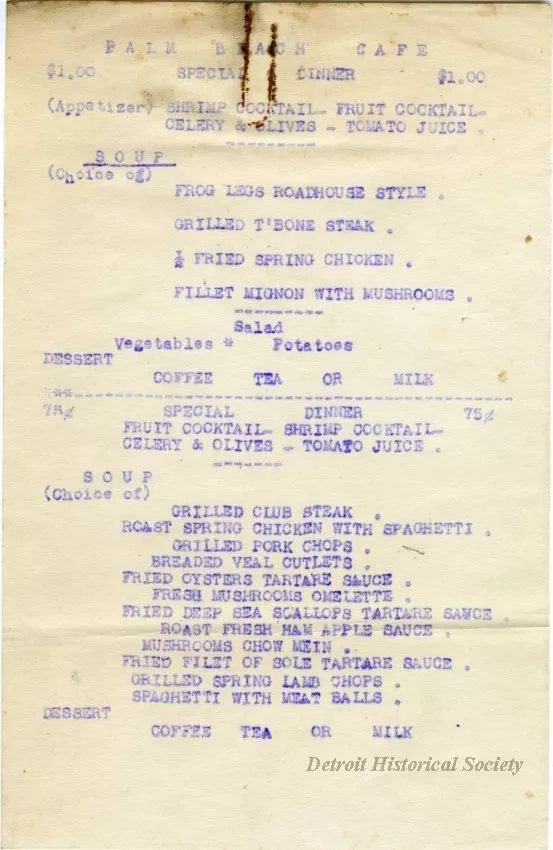 PALM BEACH CAFE
$1.00 SPECIAL DINNER $1.00
(Appetizer) SHRIMP COCKTAIL- FRUIT COCKTAIL-
CELERY & OLIVES - TOMATO JUICE .
SOUP
(Choice of)
FROG LEGS ROADHOUSE STYLE .
GRILLED T'BONE STEAK .
½ FRIED SPRING CHICKEN .
FILLET MIGNON WITH MUSHROOMS .
Salad
Vegetables * Potatoes
DESSERT
COFFEE TEA OR MILK
75¢ SPECIAL DINNER 75¢
FRUIT COCKTAIL- SHRIMP COCKTAIL-
CELERY & OLIVES - TOMATO JUICE .
SOUP
(Choice of)
GRILLED CLUB STEAK .
ROAST SPRING CHICKEN WITH SPAGHETTI .
GRILLED PORK CHOPS .
BREADED VEAL CUTLETS .
FRIED OYSTERS TARTARE SAUCE .
FRESH MUSHROOMS OMELETTE .
FRIED DEEP SEA SCALLOPS TARTARE SAUCE .
ROAST FRESH HAM APPLE SAUCE .
MUSHROOMS CHOW MEIN .
FRIED FILET OF SOLE TARTARE SAUCE .
GRILLED SPRING LAMB CHOPS .
SPAGHETTI WITH MEAT BALLS .
DESSERT
COFFEE TEA OR MILK
Detroit Historical Society